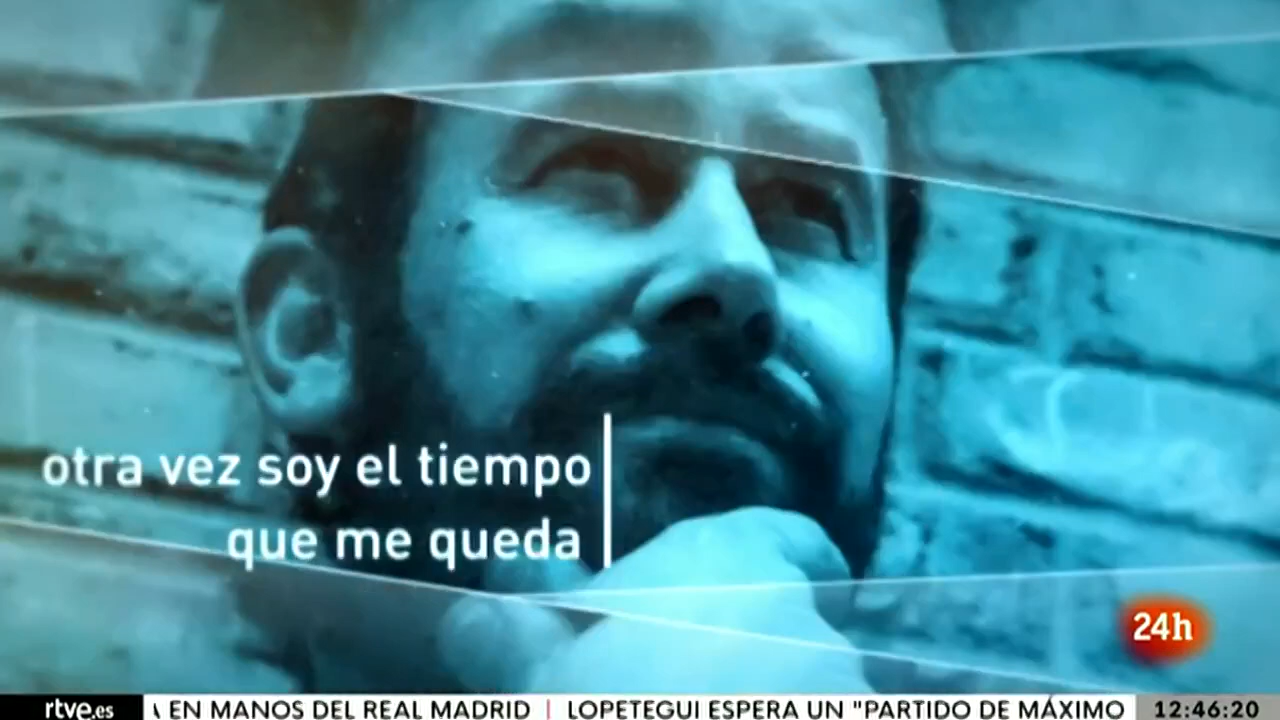 otra vez soy el tiempo
que me queda
24h
rtve.es
EN MANOS DEL REAL MADRID | LOPETEGUI ESPERA UN "PARTIDO DE MÁXIMO
12:46:20